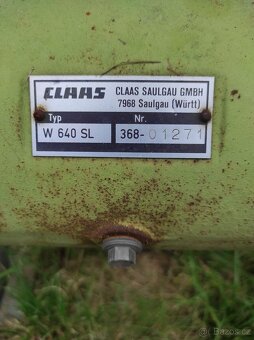 CLAAS CLAAS SAULGAU GMBH
7968 Saulgau (Württ)
Typ Nr.
W 640 SL 368-01271
Bazos.cz